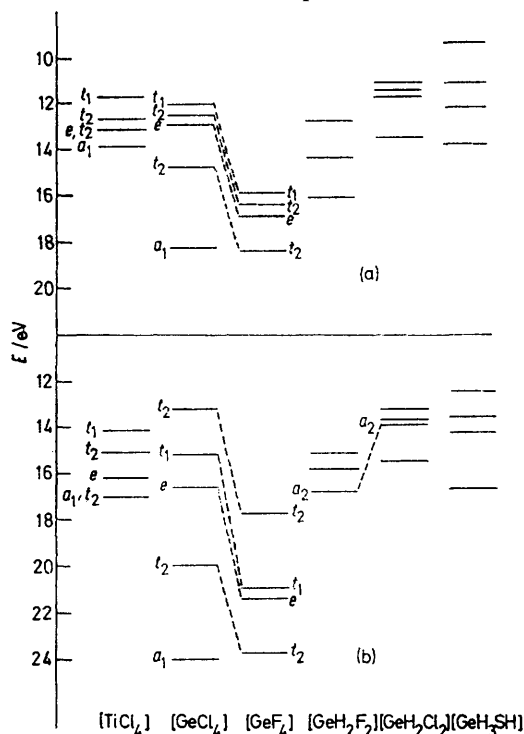 10
12
14
16
18
20
E /eV
t₁
t₂
e, t₂
a₁
t₁
t₂
e
t₂
a₁
t₁
t₂
e
t₂
(a)
12
14
16
18
20
22
24
t₁
t₂
e
a₁, t₂
t₂
t₁
e
t₂
a₁
t₂
t₁
e
t₂
a₂
a₂
(b)
[TiCl₄] [GeCl₄] [GeF₄] [GeH₂F₂] [GeH₂Cl₂] [GeH₃SH]